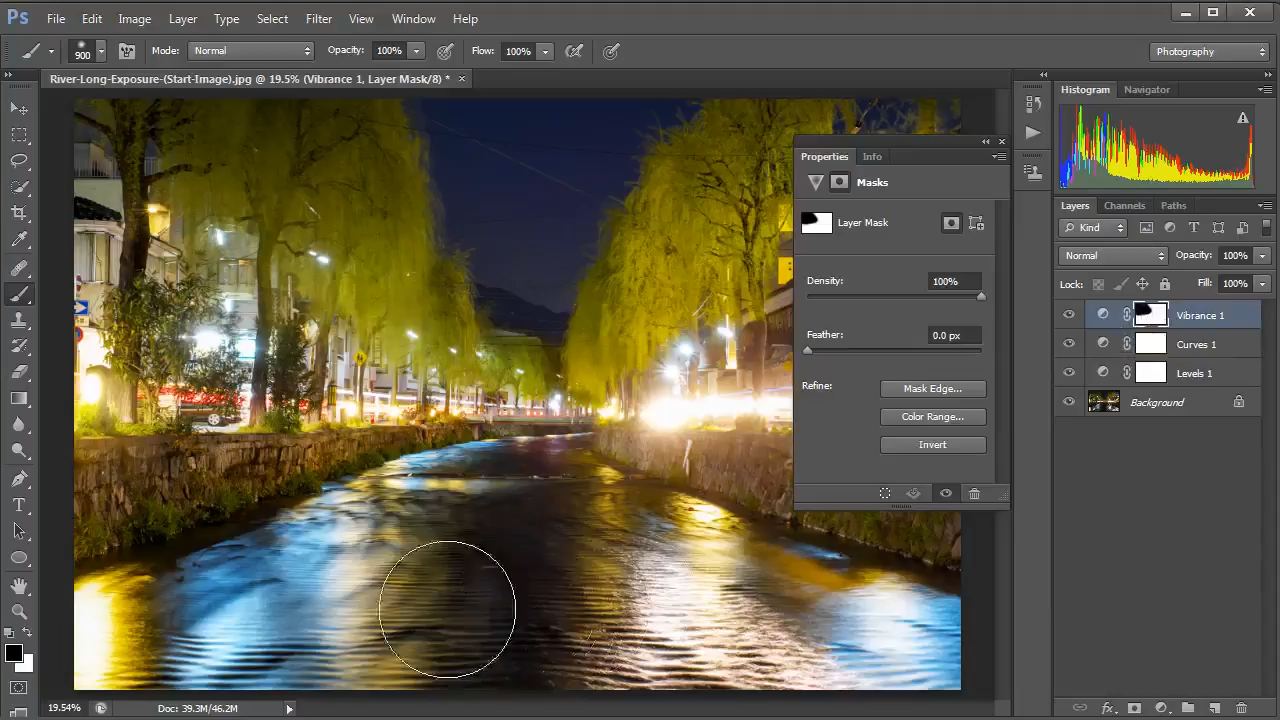 Ps File Edit Image Layer Type Select Filter View Window Help
900 Mode: Normal Opacity: 100% Flow: 100% Photography
River-Long-Exposure-(Start-Image).jpg @ 19.5% (Vibrance 1, Layer Mask/8) *
Histogram Navigator
Properties Info
Masks
Layer Mask
Density: 100%
Feather: 0.0 px
Refine: Mask Edge...
Color Range...
Invert
Layers Channels Paths
Kind
Normal Opacity: 100%
Lock: Fill: 100%
Vibrance 1
Curves 1
Levels 1
Background
19.54% Doc: 39.3M/46.2M